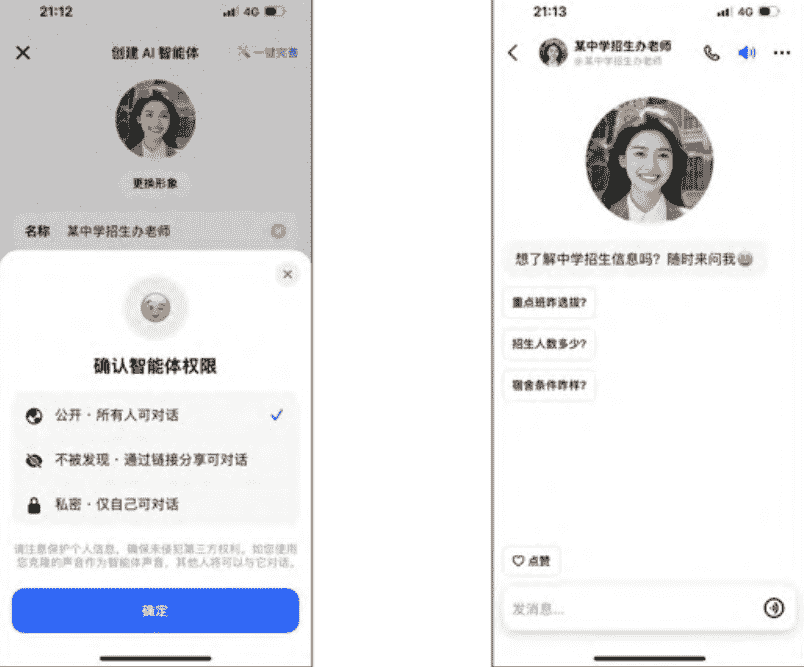 21:12
4G
创建 AI 智能体
一键完善
更换形象
名称 某中学招生办老师
确认智能体权限
公开·所有人可对话
不被发现·通过链接分享可对话
私密·仅自己可对话
请注意保护个人信息，确保未侵犯第三方权利。如您使用
您克隆的声音作为智能体声音，其他人将可以与它对话。
确定
21:13
4G
某中学招生办老师
@某中学招生办老师
想了解中学招生信息吗？随时来问我
重点班咋选拔？
招生人数多少？
宿舍条件咋样？
点赞
发消息...